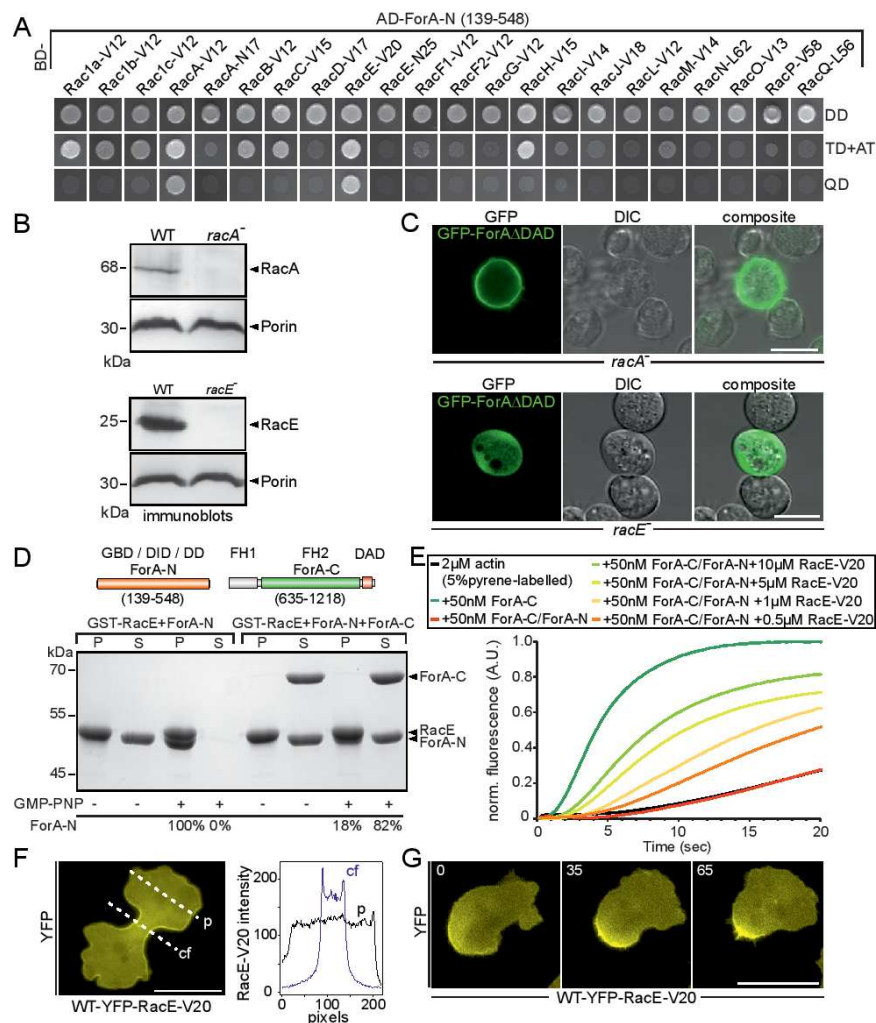 A
AD-ForA-N (139-548)
BD-
Rac1a-V12
Rac1b-V12
Rac1c-V12
RacA-V12
RacA-N17
RacB-V12
RacC-V15
RacD-V17
RacE-V20
RacE-N25
RacF1-V12
RacF2-V12
RacG-V12
RacH-V15
RacI-V14
RacJ-V18
RacL-V12
RacM-V14
RacN-L62
RacO-V13
RacP-V58
RacQ-L56
DD
TD+AT
QD
B
WT racA-
68
RacA
30
Porin
kDa
WT racE-
25
RacE
30
Porin
kDa
immunoblots
C
GFP DIC composite
GFP-ForAΔDAD
racA-
GFP DIC composite
GFP-ForAΔDAD
racE-
D
GBD / DID / DD FH1 FH2 DAD
ForA-N ForA-C
(139-548) (635-1218)
GST-RacE+ForA-N GST-RacE+ForA-N+ForA-C
kDa P S P S P S P S
70
ForA-C
55
RacE
ForA-N
45
GMP-PNP - - + + - - + +
ForA-N 100% 0% 18% 82%
E
2µM actin
(5%pyrene-labelled)
+50nM ForA-C
+50nM ForA-C/ForA-N
+50nM ForA-C/ForA-N+10µM RacE-V20
+50nM ForA-C/ForA-N+5µM RacE-V20
+50nM ForA-C/ForA-N +1µM RacE-V20
+50nM ForA-C/ForA-N +0.5µM RacE-V20
norm. fluorescence (A.U.)
1.0
0.8
0.6
0.4
0.2
0
0 5 10 15 20
Time (sec)
F
YFP
p
cf
WT-YFP-RacE-V20
RacE-V20 intensity
200
150
100
50
0
cf
p
0 100 200
pixels
G
YFP
0 35 65
WT-YFP-RacE-V20